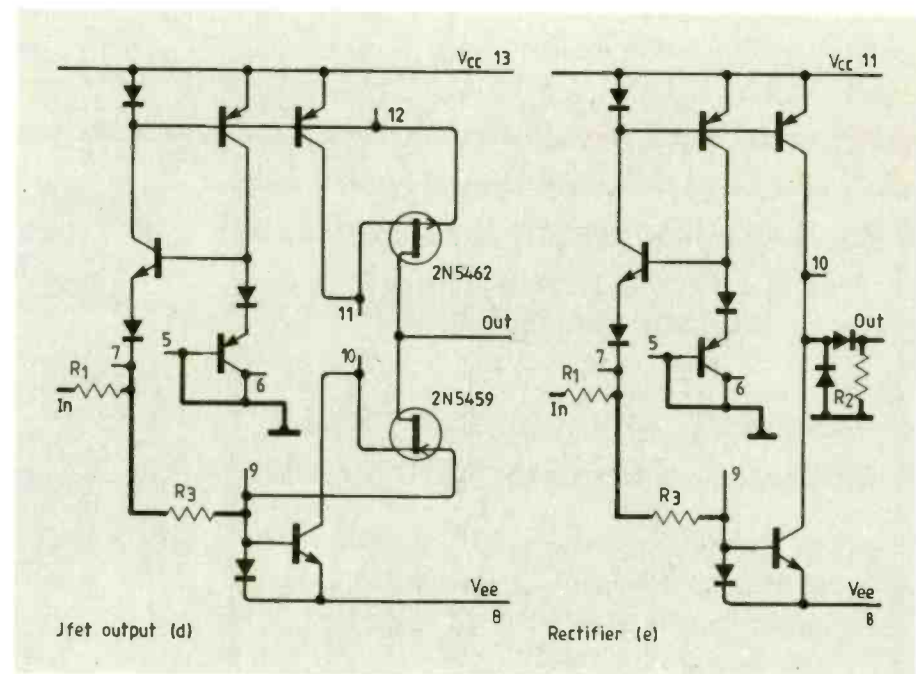 Vcc 13
12
2N5462
11
Out
10
7
5
6
R1
In
2N5459
9
R3
Vee
8
Jfet output (d)
Vcc 11
10
Out
7
5
6
R1
In
R2
9
R3
Vee
8
Rectifier (e)